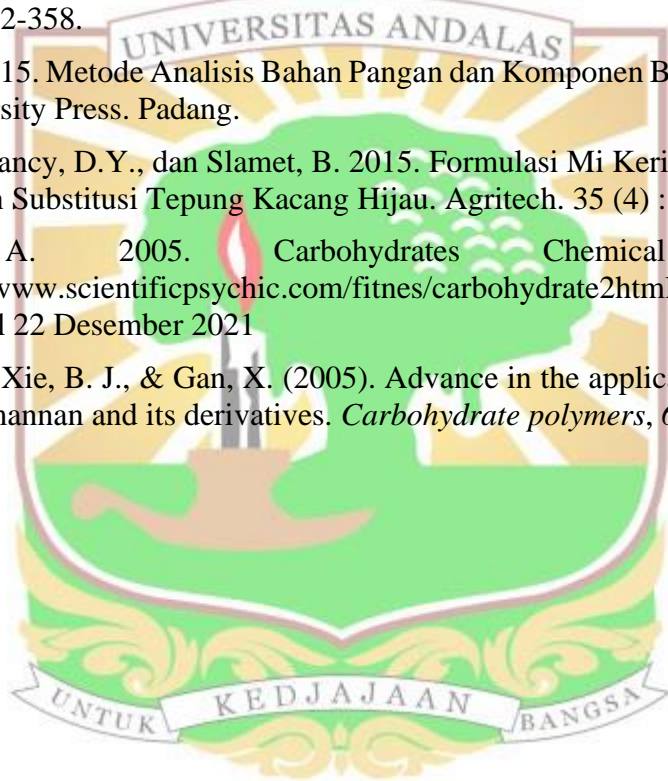 2-358.
UNIVERSITAS ANDALAS
15. Metode Analisis Bahan Pangan dan Komponen B
sity Press. Padang.
ancy, D.Y., dan Slamet, B. 2015. Formulasi Mi Keri
Substitusi Tepung Kacang Hijau. Agritech. 35 (4) :
A. 2005. Carbohydrates Chemical
www.scientificpsychic.com/fitnes/carbohydrate2html
22 Desember 2021
Xie, B. J., & Gan, X. (2005). Advance in the applic
nannan and its derivatives. Carbohydrate polymers, 6
UNTUK KEDJAJAAN BANGSA